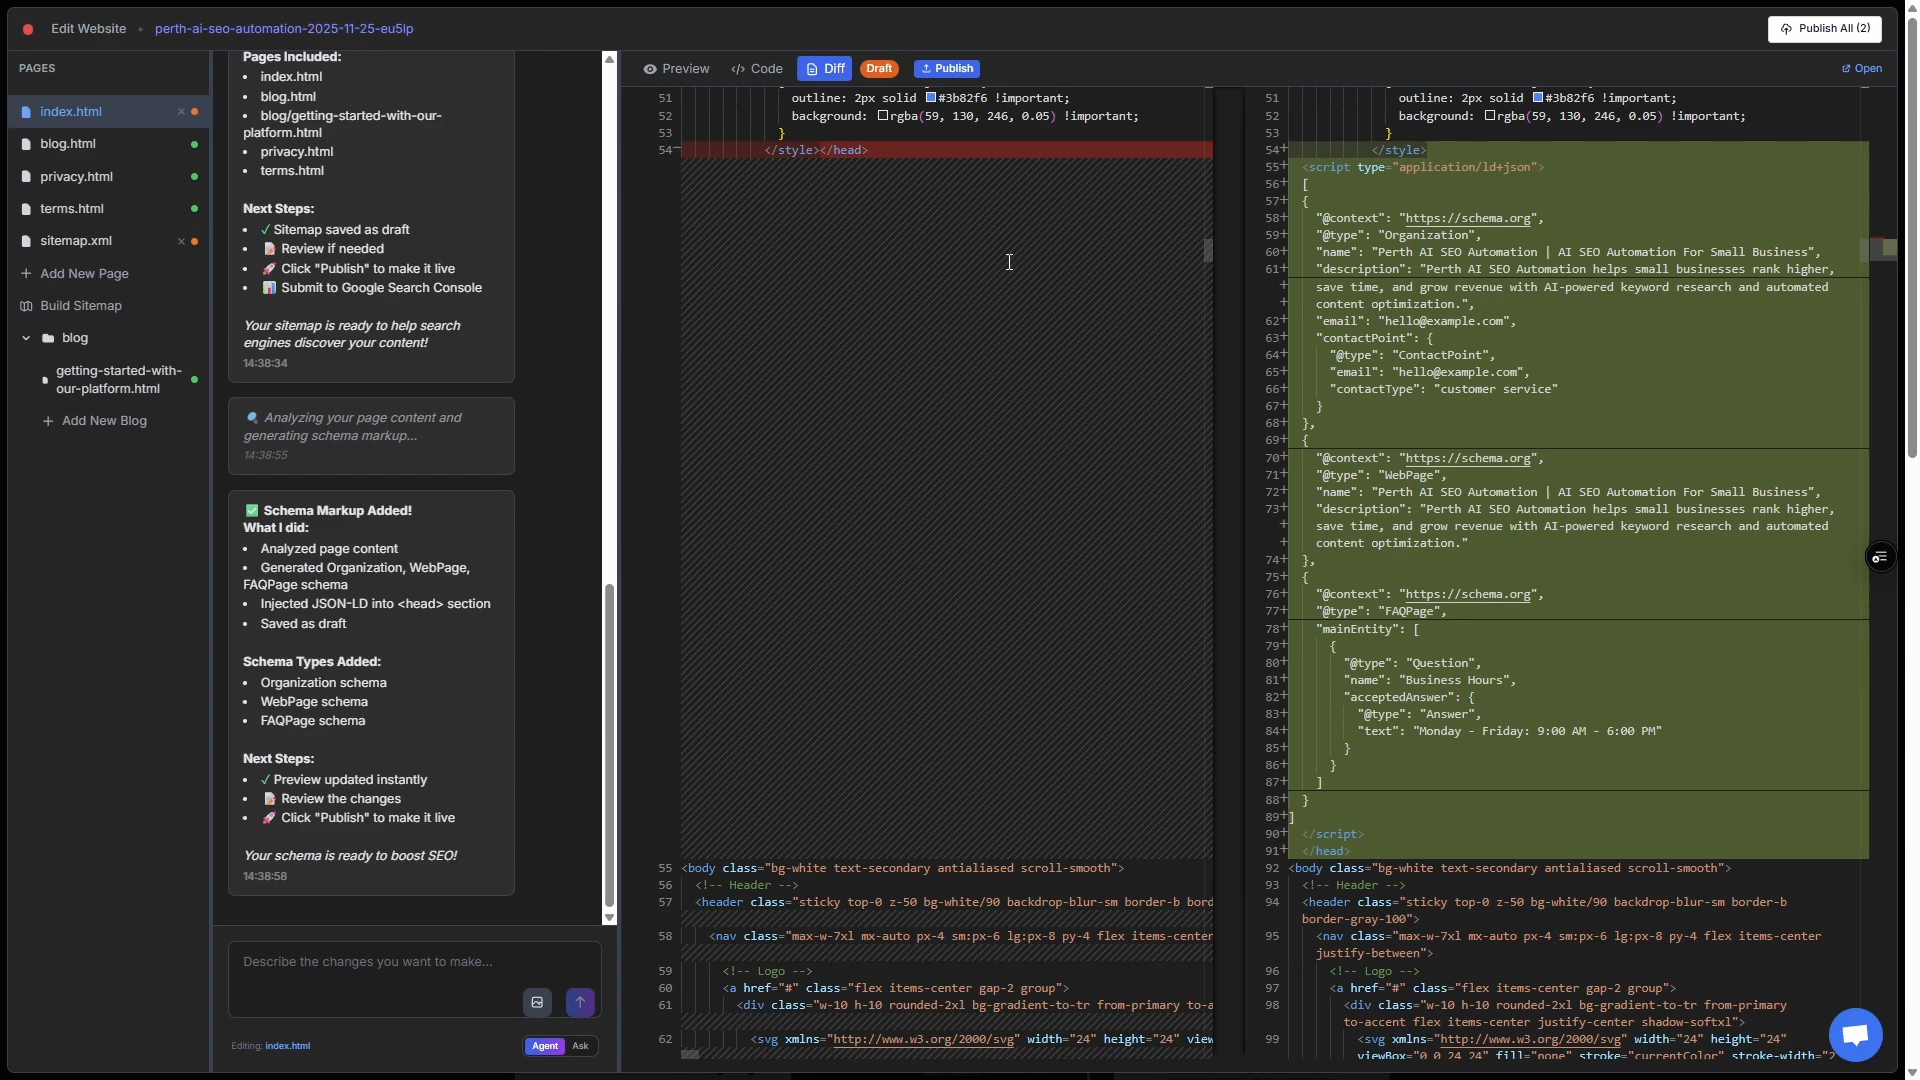 Edit Website • perth-ai-seo-automation-2025-11-25-eu5lp
Publish All (2)
PAGES
index.html ×
blog.html
privacy.html
terms.html
sitemap.xml ×
+ Add New Page
Build Sitemap
blog
getting-started-with-
our-platform.html
+ Add New Blog
Pages Included:
• index.html
• blog.html
• blog/getting-started-with-our-
platform.html
• privacy.html
• terms.html
Next Steps:
• ✓ Sitemap saved as draft
• 📝 Review if needed
• 🚀 Click "Publish" to make it live
• 📊 Submit to Google Search Console
Your sitemap is ready to help search
engines discover your content!
14:38:34
🔍 Analyzing your page content and
generating schema markup...
14:38:55
✅ Schema Markup Added!
What I did:
• Analyzed page content
• Generated Organization, WebPage,
FAQPage schema
• Injected JSON-LD into <head> section
• Saved as draft
Schema Types Added:
• Organization schema
• WebPage schema
• FAQPage schema
Next Steps:
• ✓ Preview updated instantly
• 📝 Review the changes
• 🚀 Click "Publish" to make it live
Your schema is ready to boost SEO!
14:38:58
Describe the changes you want to make...
Editing: index.html
Agent Ask
Preview </> Code Diff Draft Publish
Open
51 outline: 2px solid #3b82f6 !important;
52 background: rgba(59, 130, 246, 0.05) !important;
53 }
54− </style></head>
55 <body class="bg-white text-secondary antialiased scroll-smooth">
56 <!-- Header -->
57 <header class="sticky top-0 z-50 bg-white/90 backdrop-blur-sm border-b bord
58 <nav class="max-w-7xl mx-auto px-4 sm:px-6 lg:px-8 py-4 flex items-center
59 <!-- Logo -->
60 <a href="#" class="flex items-center gap-2 group">
61 <div class="w-10 h-10 rounded-2xl bg-gradient-to-tr from-primary to-a
62 <svg xmlns="http://www.w3.org/2000/svg" width="24" height="24" view
51 outline: 2px solid #3b82f6 !important;
52 background: rgba(59, 130, 246, 0.05) !important;
53 }
54+ </style>
55+ <script type="application/ld+json">
56+ [
57+ {
58+ "@context": "https://schema.org",
59+ "@type": "Organization",
60+ "name": "Perth AI SEO Automation | AI SEO Automation For Small Business",
61+ "description": "Perth AI SEO Automation helps small businesses rank higher,
+ save time, and grow revenue with AI-powered keyword research and automated
+ content optimization.",
62+ "email": "hello@example.com",
63+ "contactPoint": {
64+ "@type": "ContactPoint",
65+ "email": "hello@example.com",
66+ "contactType": "customer service"
67+ }
68+ },
69+ {
70+ "@context": "https://schema.org",
71+ "@type": "WebPage",
72+ "name": "Perth AI SEO Automation | AI SEO Automation For Small Business",
73+ "description": "Perth AI SEO Automation helps small businesses rank higher,
+ save time, and grow revenue with AI-powered keyword research and automated
+ content optimization."
74+ },
75+ {
76+ "@context": "https://schema.org",
77+ "@type": "FAQPage",
78+ "mainEntity": [
79+ {
80+ "@type": "Question",
81+ "name": "Business Hours",
82+ "acceptedAnswer": {
83+ "@type": "Answer",
84+ "text": "Monday - Friday: 9:00 AM - 6:00 PM"
85+ }
86+ }
87+ ]
88+ }
89+ ]
90+ </script>
91+ </head>
92 <body class="bg-white text-secondary antialiased scroll-smooth">
93 <!-- Header -->
94 <header class="sticky top-0 z-50 bg-white/90 backdrop-blur-sm border-b
border-gray-100">
95 <nav class="max-w-7xl mx-auto px-4 sm:px-6 lg:px-8 py-4 flex items-center
justify-between">
96 <!-- Logo -->
97 <a href="#" class="flex items-center gap-2 group">
98 <div class="w-10 h-10 rounded-2xl bg-gradient-to-tr from-primary
to-accent flex items-center justify-center shadow-softxl">
99 <svg xmlns="http://www.w3.org/2000/svg" width="24" height="24"
viewBox="0 0 24 24" fill="none" stroke="currentColor" stroke-width="2